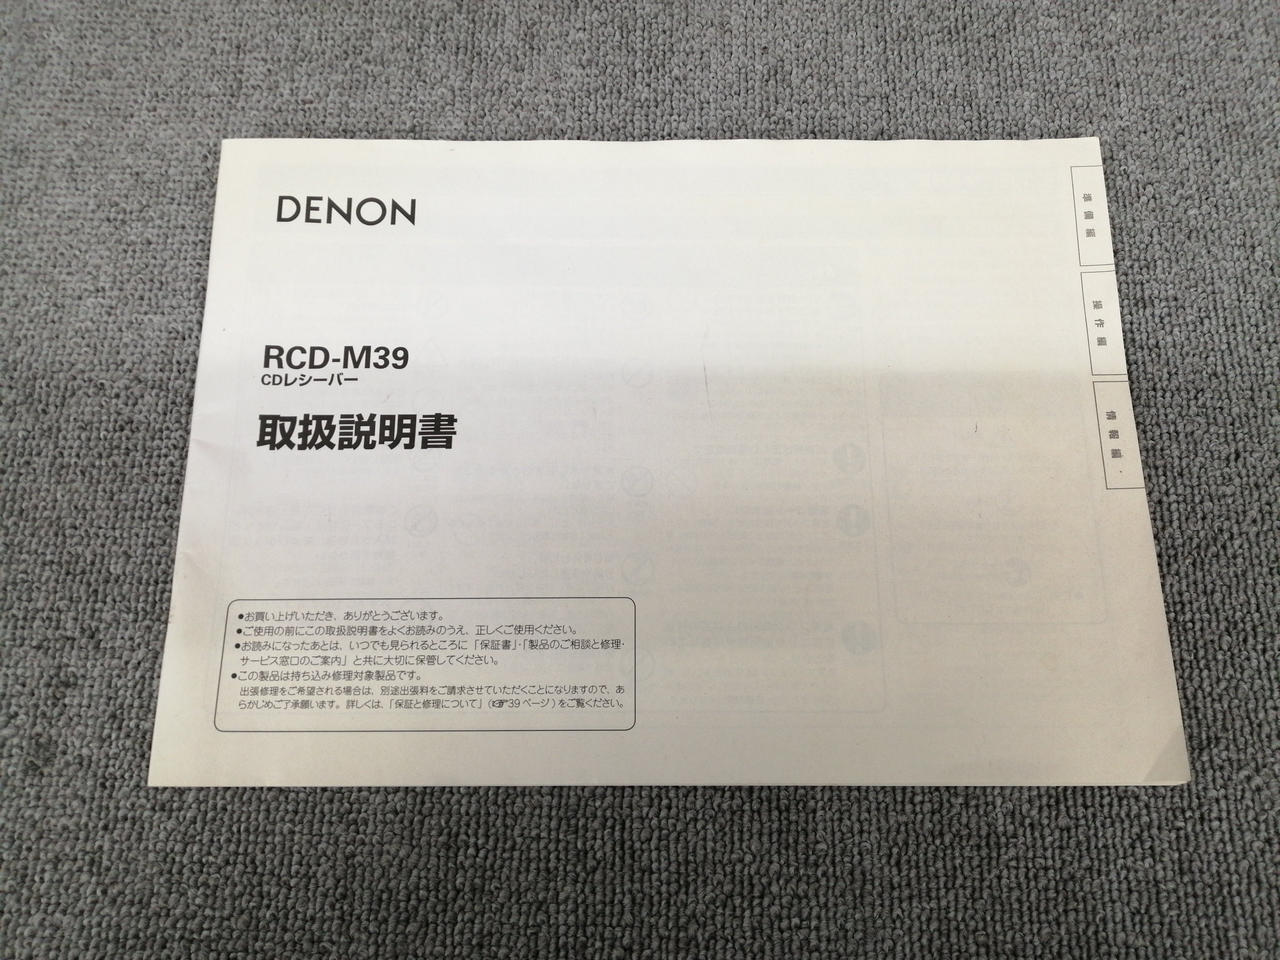 DENON
RCD-M39
CDレシーバー
取扱説明書
●お買い上げいただき、ありがとうございます。
●ご使用の前にこの取扱説明書をよくお読みのうえ、正しくご使用ください。
●お読みになったあとは、いつでも見られるところに「保証書」・「製品のご相談と修理・
サービス窓口のご案内」と共に大切に保管してください。
●この製品は持ち込み修理対象製品です。
出張修理をご希望される場合は、別途出張料をご請求させていただくことになりますので、あ
らかじめご了承願います。詳しくは、「保証と修理について」(☞39ページ)をご覧ください。
準備編
操作編
情報編